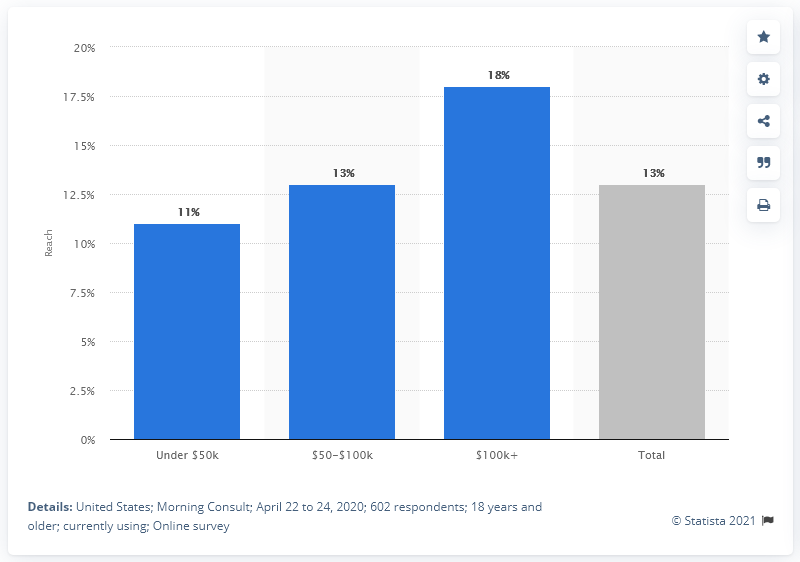 20%
17.5%
15%
12.5%
10%
7.5%
5%
2.5%
0%
Reach
11%
13%
18%
13%
Under $50k
$50–$100k
$100k+
Total
Details: United States; Morning Consult; April 22 to 24, 2020; 602 respondents; 18 years and
older; currently using; Online survey
© Statista 2021